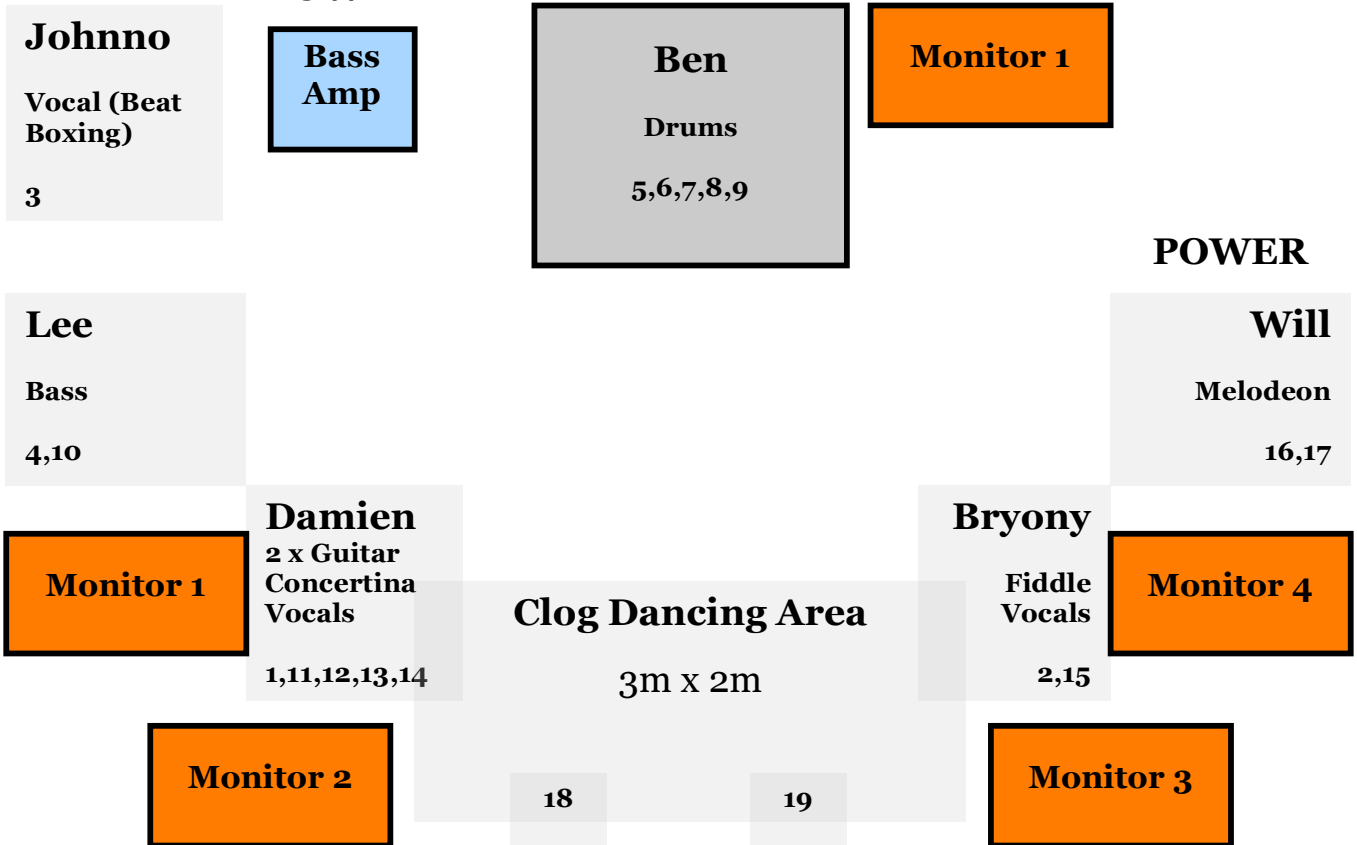 Johnno
Vocal (Beat
Boxing)
3
Bass
Amp
Ben
Drums
5,6,7,8,9
Monitor 1
POWER
Lee
Bass
4,10
Will
Melodeon
16,17
Damien
2 x Guitar
Concertina
Vocals
1,11,12,13,14
Bryony
Fiddle
Vocals
2,15
Monitor 1
Clog Dancing Area
3m x 2m
Monitor 4
Monitor 2
18
19
Monitor 3